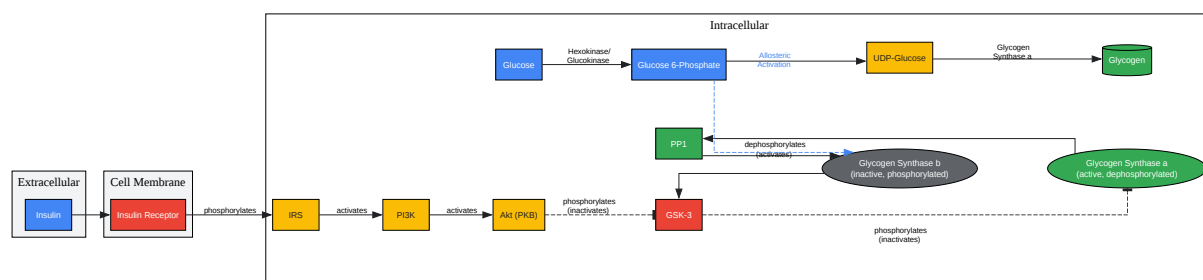 Intracellular
Glucose
Hexokinase/
Glucokinase
Glucose 6-Phosphate
Allosteric
Activation
UDP-Glucose
Glycogen
Synthase a
Glycogen
PP1
dephosphorylates
(activates)
Glycogen Synthase b
(inactive, phosphorylated)
Glycogen Synthase a
(active, dephosphorylated)
Extracellular
Insulin
Cell Membrane
Insulin Receptor
phosphorylates
IRS
activates
PI3K
activates
Akt (PKB)
phosphorylates
(inactivates)
GSK-3
phosphorylates
(inactivates)